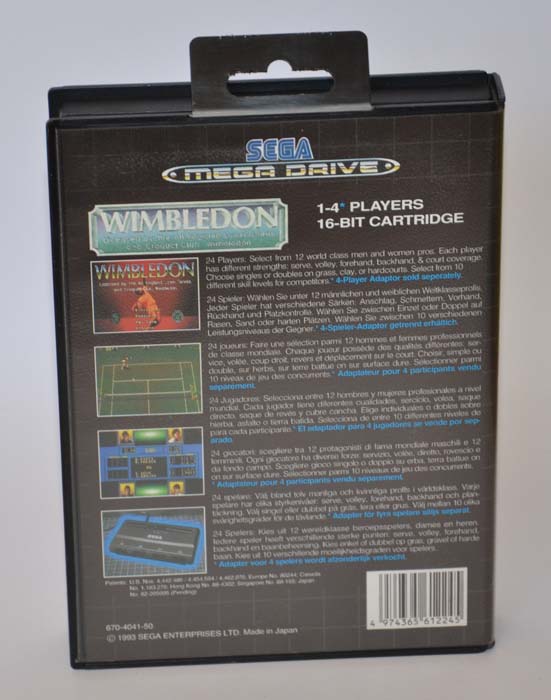 SEGA
MEGA DRIVE
WIMBLEDON
1-4* PLAYERS
16-BIT CARTRIDGE
24 Players: Select from 12 world class men and women pros. Each player
has different strengths: serve, volley, forehand, backhand, & court coverage.
Choose singles or doubles on grass, clay, or hardcourts. Select from 10
different skill levels for competitors.* 4-Player Adaptor sold seperately.
24 Spieler: Wählen Sie unter 12 männlichen und weiblichen Weltklasseprofis,
Jeder Spieler hat verschiedene Stärken: Anschlag, Schmettern, Vorhand,
Rückhand und Platzkontrolle. Wählen Sie zwischen Einzel oder Doppel auf
Rasen, Sand oder harten Plätzen. Wählen Sie zwischen 10 verschiedenen
Leistungsniveaus der Gegner.* 4-Spieler-Adaptor getrennt erhältlich.
24 joueurs: Faire une sélection parmi 12 hommes et femmes professionnels
de classe mondiale. Chaque joueur possède des qualités différentes: ser-
vice, volée, coup droit, revers et déplacement sur le court. Choisir, simple ou
double, sur herbs, sur terre battue on sur surface dure. Sélectionner parmi
10 niveaux de jeu des concurrents.* Adaptateur pour 4 participants vendu
separement.
24 Jugadores: Selecciona entre 12 hombres y mujeres profesionales a nivel
mundial. Cada jugador tiene diferentes cualidades, sercicio, volea, saque
directo, saque de revés y cubre cancha. Elige individuales o dobles sobre
hierba, asfalto o tierra batida. Selecciona de entre 10 diferentes niveles de
para cada participante.* El adaptador para 4 jugadores se vende por sep-
arado.
24 giocatori: scegliere tra 12 protagonisti di fama mondiale maschili e 12
femminili. Ogni giocatore ha diverse forze: servizio, volée, diritto, rovescio e
da fondo campo. Scegliere gioco singolo o doppio su erba, terra battue on
on sur surface dure. Sélectionner parmi 10 niveaux de jeu des concurrents.
* Adaptateur pour 4 participants vendu separement.
24 spelare: Välj bland tolv manliga och kvinnliga proffs i världsklass. Varje
spelare har olika styrkenivåer: serve, volley, forehand, backhand och plan-
täckning. Välj singel eller dubbel på gräs, lera eller grus. Välj mellan 10 olika
svårighetsgrader för de tävlande.* Adapter för fyra spelare säljs separat.
24 Spelers: Kies uit 12 wereldklasse beroepsspelers, dames en heren.
Iedere speler heeft verschillende sterke punten: serve, volley, forehand,
backhand en baanbeheersing. Kies enkel of dubbel op gras, gravel of harde
baan. Kies uit 10 verschillende moeilijkheidsgraden voor spelers.
* Adapter voor 4 spelers wordt afzonderlijk verkocht.
WIMBLEDON
SEGA
670-4041-50
© 1993 SEGA ENTERPRISES LTD. Made in Japan
4 974365 612245